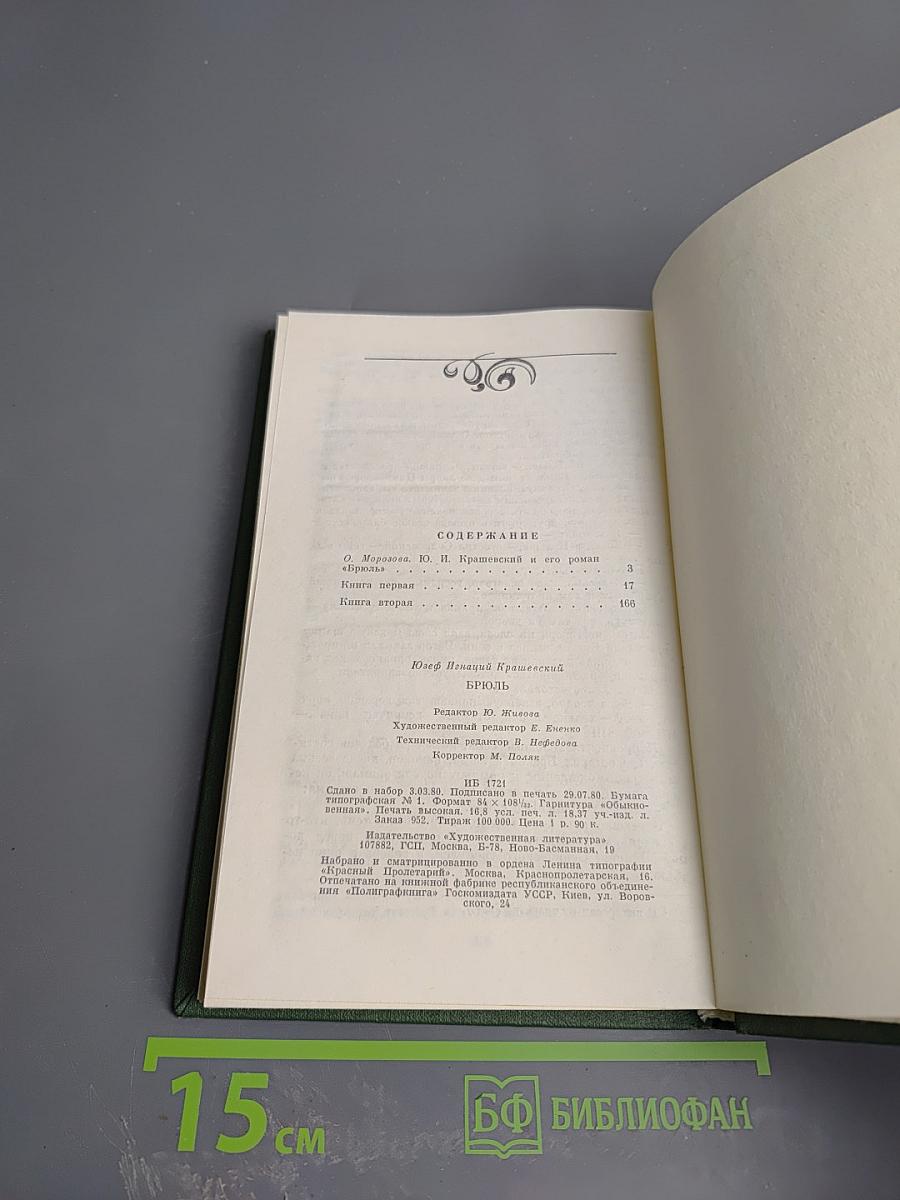 СОДЕРЖАНИЕ
О. Морозова. Ю. И. Крашевский и его роман
«Брюль» . . . . . . . . . . . . . . . 3
Книга первая . . . . . . . . . . . . . 17
Книга вторая . . . . . . . . . . . . . 166
Юзеф Игнаций Крашевский
БРЮЛЬ
Редактор Ю. Живова
Художественный редактор Е. Ененко
Технический редактор В. Нефедова
Корректор М. Поляк
ИБ 1721
Сдано в набор 3.03.80. Подписано в печать 29.07.80. Бумага
типографская № 1. Формат 84 × 108¹/₃₂. Гарнитура «Обыкно-
венная». Печать высокая. 16,8 усл. печ. л. 18,37 уч.-изд. л.
Заказ 952. Тираж 100 000. Цена 1 р. 90 к.
Издательство «Художественная литература»
107882, ГСП, Москва, Б-78, Ново-Басманная, 19
Набрано и сматрицировано в ордена Ленина типографии
«Красный Пролетарий». Москва, Краснопролетарская, 16.
Отпечатано на книжной фабрике республиканского объедине-
ния «Полиграфкнига» Госкомиздата УССР, Киев, ул. Воров-
ского, 24
15 см
БФ БИБЛИОФАН